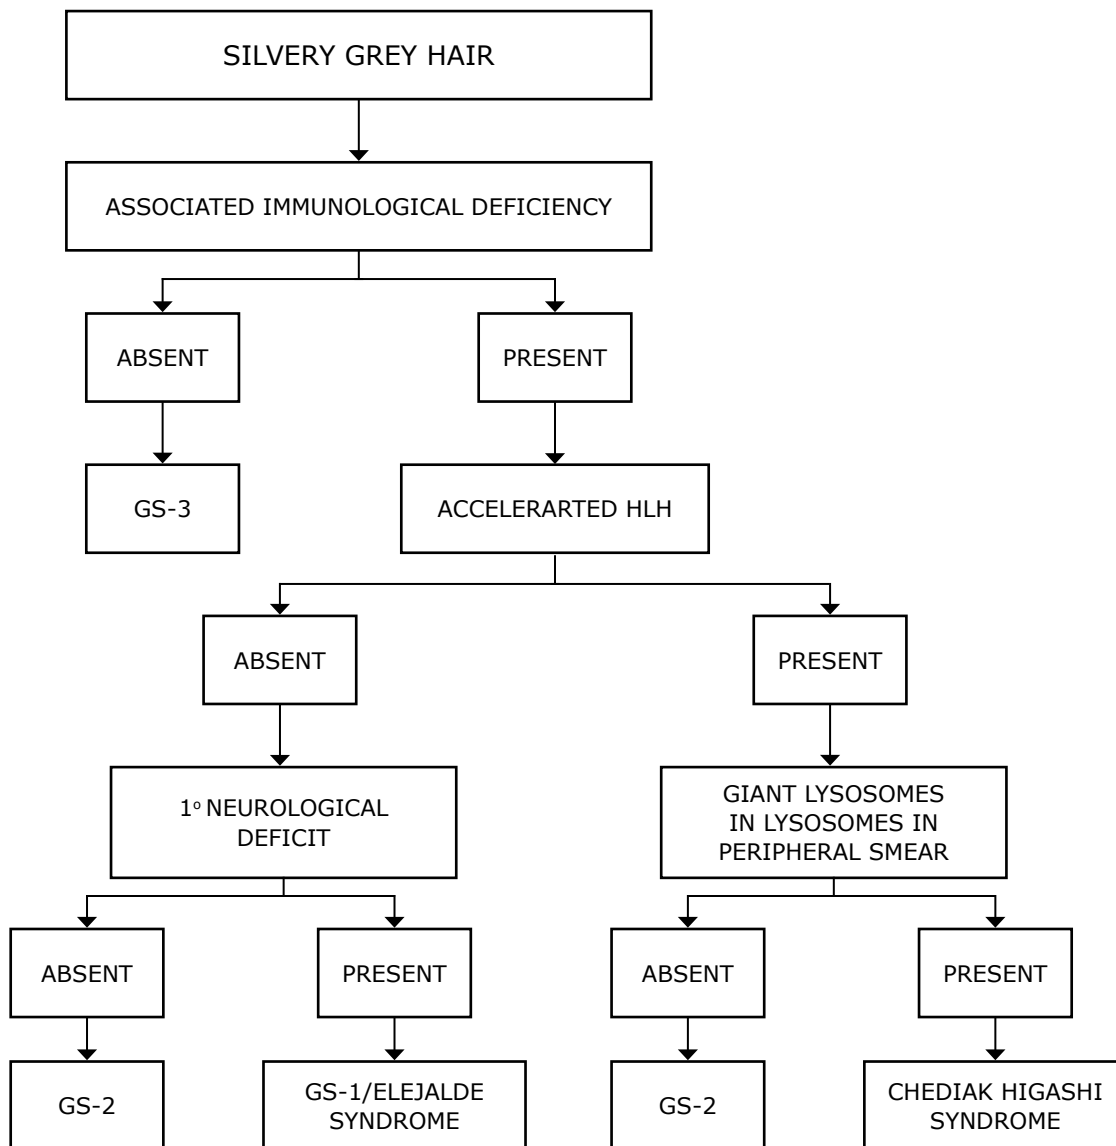 SILVERY GREY HAIR
ASSOCIATED IMMUNOLOGICAL DEFICIENCY
ABSENT
PRESENT
GS-3
ACCELERARTED HLH
ABSENT
PRESENT
1º NEUROLOGICAL
DEFICIT
GIANT LYSOSOMES
IN LYSOSOMES IN
PERIPHERAL SMEAR
ABSENT
PRESENT
ABSENT
PRESENT
GS-2
GS-1/ELEJALDE
SYNDROME
GS-2
CHEDIAK HIGASHI
SYNDROME